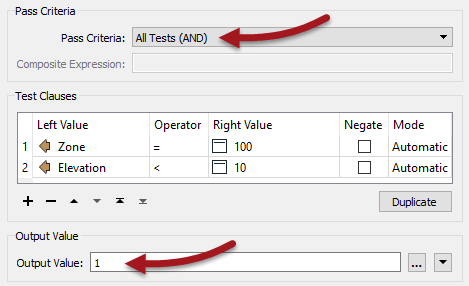 Pass Criteria
Pass Criteria: All Tests (AND)
Composite Expression:
Test Clauses
Left Value Operator Right Value Negate Mode
1 Zone = 100 Automatic
2 Elevation < 10 Automatic
Duplicate
Output Value
Output Value: 1 ...